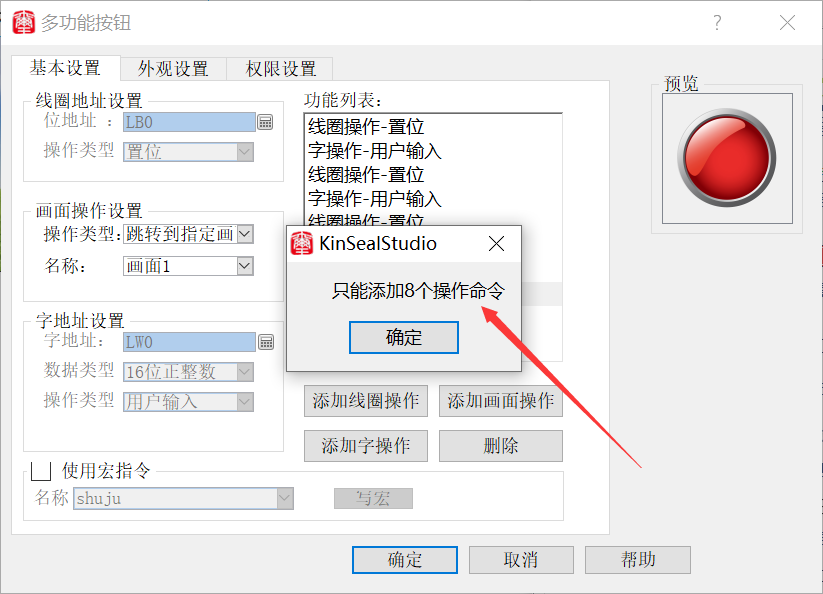 多功能按钮
?
基本设置
外观设置
权限设置
线圈地址设置
位地址 :
LB0
操作类型
置位
画面操作设置
操作类型:
跳转到指定画
名称:
画面1
字地址设置
字地址:
LW0
数据类型
16位正整数
操作类型
用户输入
使用宏指令
名称
shuju
写宏
功能列表:
线圈操作-置位
字操作-用户输入
线圈操作-置位
字操作-用户输入
线圈操作-置位
KinSealStudio
只能添加8个操作命令
确定
添加线圈操作
添加画面操作
添加字操作
删除
预览
确定
取消
帮助